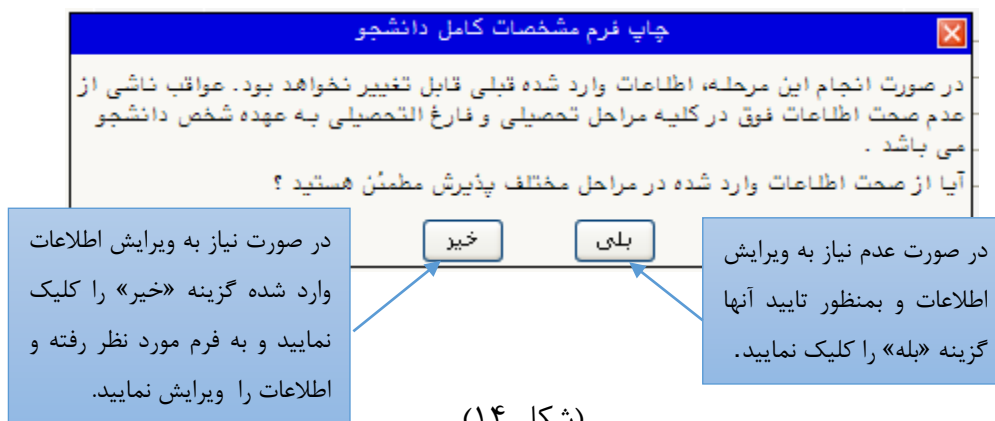 چاپ فرم مشخصات کامل دانشجو
در صورت انجام این مرحله، اطلاعات وارد شده قبلی قابل تغییر نخواهد بود. عواقب ناشی از
عدم صحت اطلاعات فوق در کلیه مراحل تحصیلی و فارغ التحصیلی به عهده شخص دانشجو
می باشد .
آیا از صحت اطلاعات وارد شده در مراحل مختلف پذیرش مطمئن هستید ؟
بلی
خیر
در صورت عدم نیاز به ویرایش
اطلاعات و بمنظور تایید آنها
گزینه «بله» را کلیک نمایید.
در صورت نیاز به ویرایش اطلاعات
وارد شده گزینه «خیر» را کلیک
نمایید و به فرم مورد نظر رفته و
اطلاعات را ویرایش نمایید.
(شکل ۱۴)